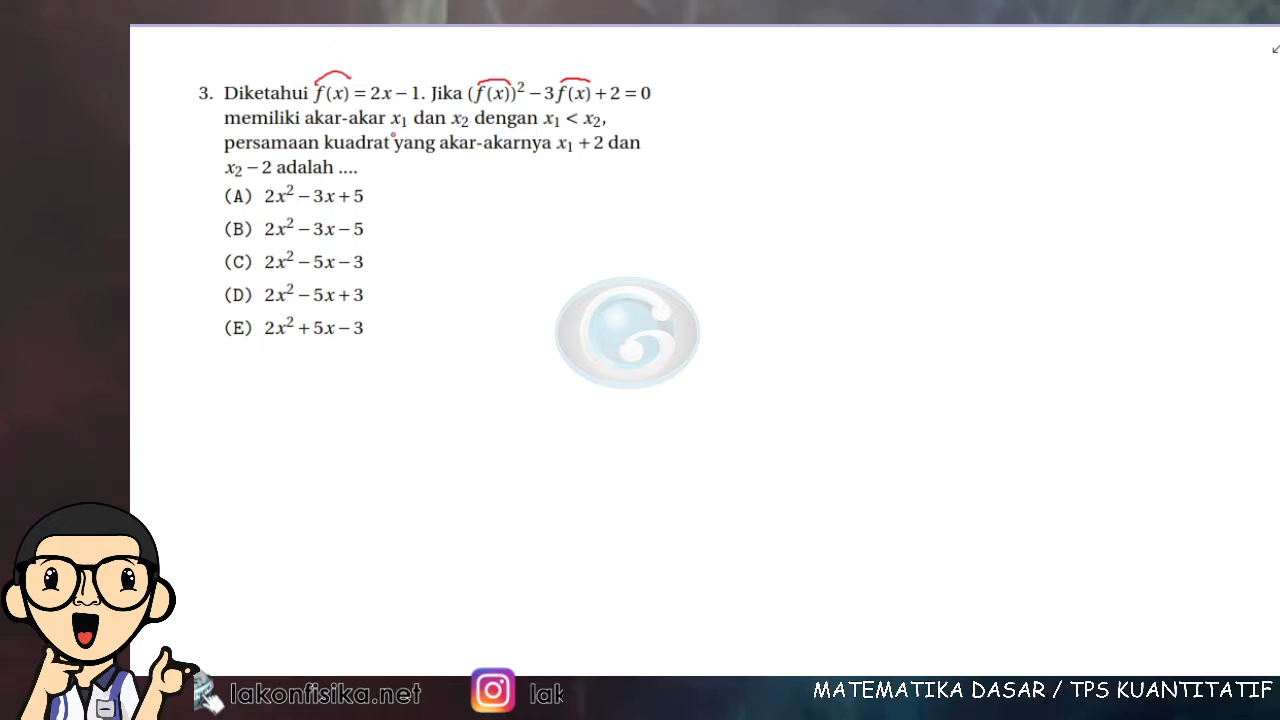 3. Diketahui f(x) = 2x − 1. Jika (f(x))² − 3f(x) + 2 = 0
memiliki akar-akar x₁ dan x₂ dengan x₁ < x₂,
persamaan kuadrat yang akar-akarnya x₁ + 2 dan
x₂ − 2 adalah ....
(A) 2x² − 3x + 5
(B) 2x² − 3x − 5
(C) 2x² − 5x − 3
(D) 2x² − 5x + 3
(E) 2x² + 5x − 3
lakonfisika.net
lak
MATEMATIKA DASAR / TPS KUANTITATIF